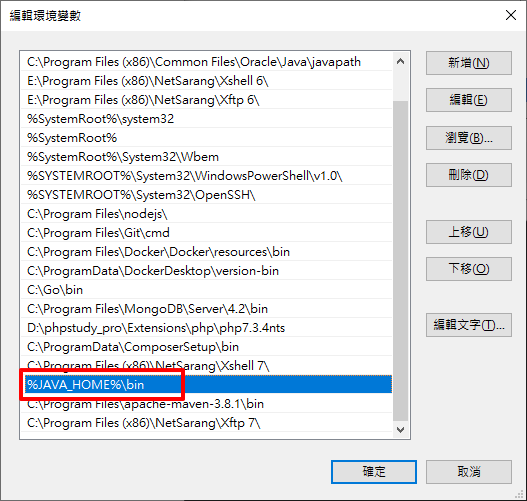 編輯環境變數
C:\Program Files (x86)\Common Files\Oracle\Java\javapath
E:\Program Files (x86)\NetSarang\Xshell 6\
E:\Program Files (x86)\NetSarang\Xftp 6\
%SystemRoot%\system32
%SystemRoot%
%SystemRoot%\System32\Wbem
%SYSTEMROOT%\System32\WindowsPowerShell\v1.0\
%SYSTEMROOT%\System32\OpenSSH\
C:\Program Files\nodejs\
C:\Program Files\Git\cmd
C:\Program Files\Docker\Docker\resources\bin
C:\ProgramData\DockerDesktop\version-bin
C:\Go\bin
C:\Program Files\MongoDB\Server\4.2\bin
D:\phpstudy_pro\Extensions\php\php7.3.4nts
C:\ProgramData\ComposerSetup\bin
C:\Program Files (x86)\NetSarang\Xshell 7\
%JAVA_HOME%\bin
C:\Program Files\apache-maven-3.8.1\bin
C:\Program Files (x86)\NetSarang\Xftp 7\
新增(N)
編輯(E)
瀏覽(B)...
刪除(D)
上移(U)
下移(O)
編輯文字(T)...
確定
取消